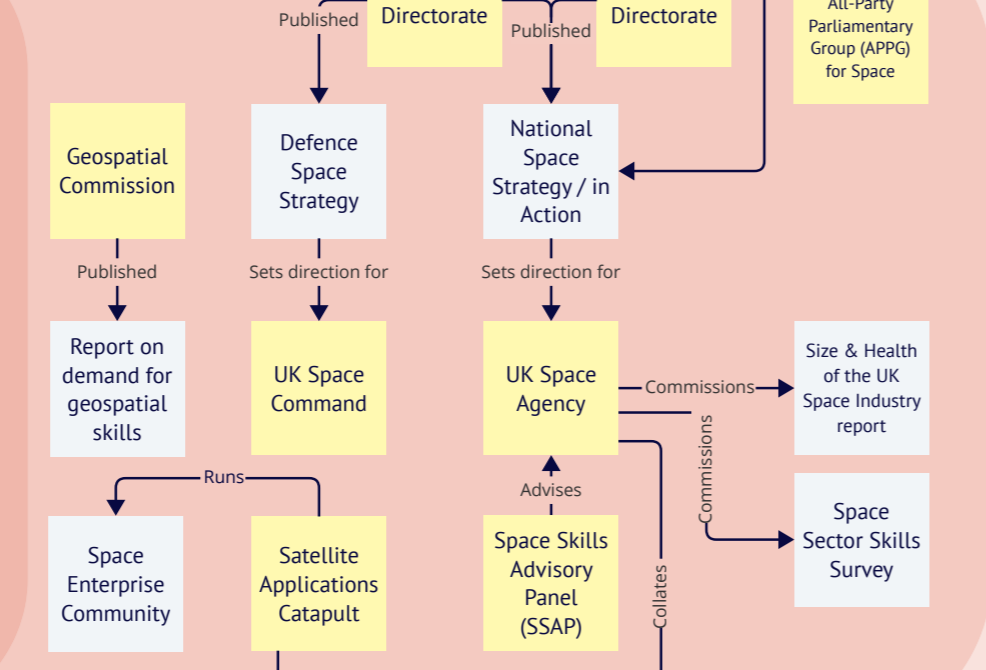 Published
Directorate
Published
Directorate
All-Party
Parliamentary
Group (APPG)
for Space
Geospatial
Commission
Defence
Space
Strategy
National
Space
Strategy / in
Action
Published
Sets direction for
Sets direction for
Report on
demand for
geospatial
skills
UK Space
Command
UK Space
Agency
Commissions
Size & Health
of the UK
Space Industry
report
Commissions
Runs
Advises
Space
Enterprise
Community
Satellite
Applications
Catapult
Space Skills
Advisory
Panel
(SSAP)
Collates
Space
Sector Skills
Survey